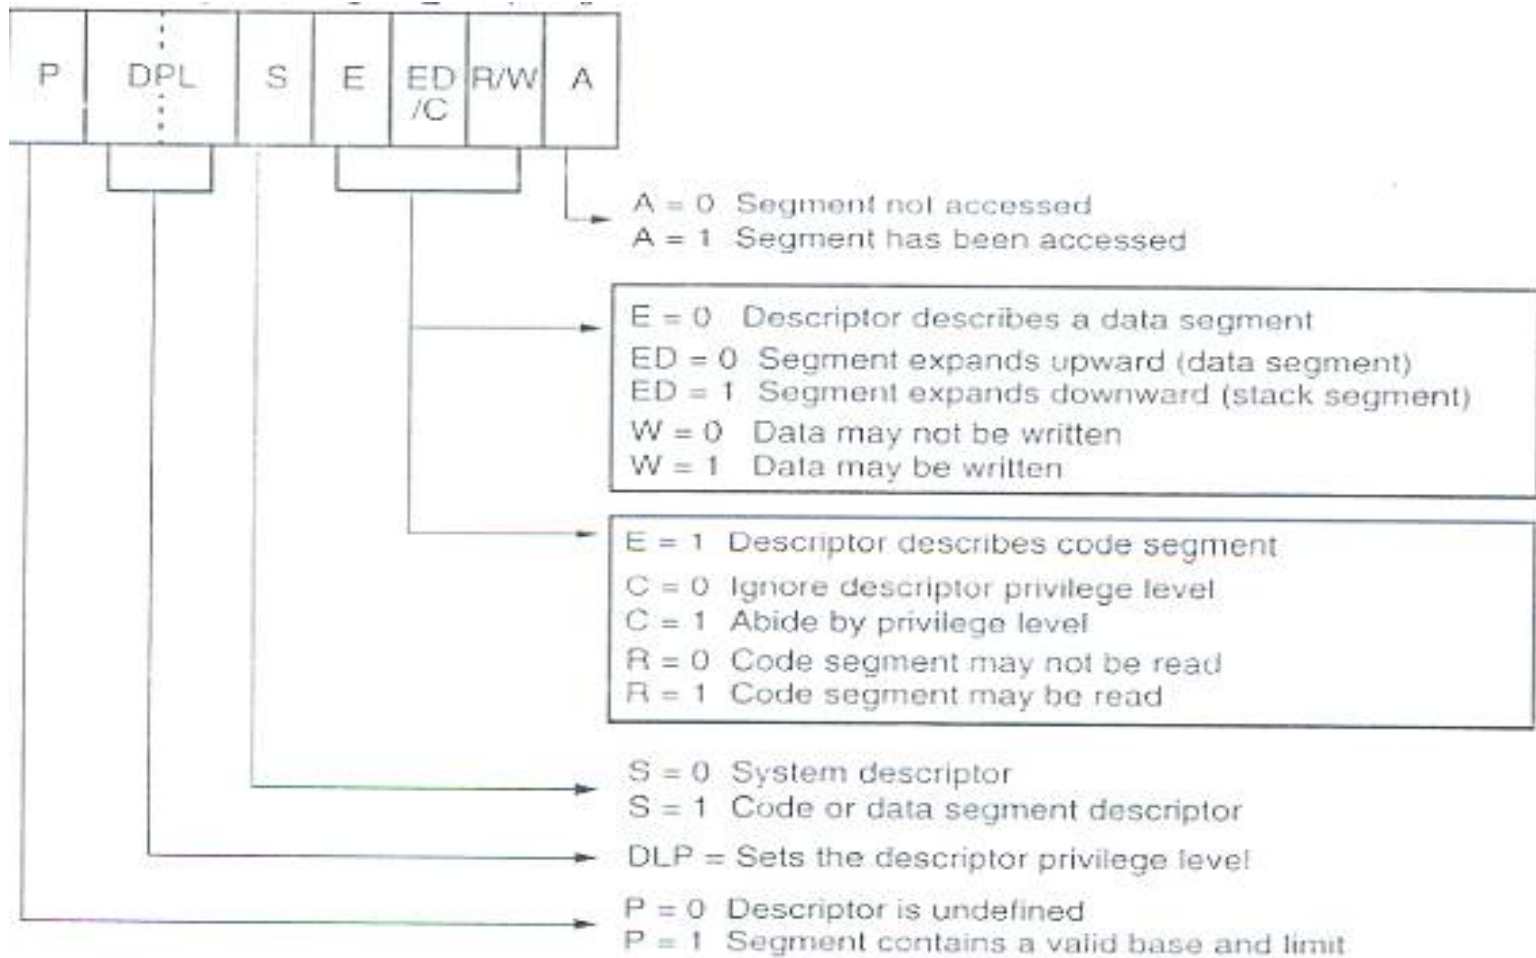 P DPL S E ED R/W A
/C
A = 0 Segment not accessed
A = 1 Segment has been accessed
E = 0 Descriptor describes a data segment
ED = 0 Segment expands upward (data segment)
ED = 1 Segment expands downward (stack segment)
W = 0 Data may not be written
W = 1 Data may be written
E = 1 Descriptor describes code segment
C = 0 Ignore descriptor privilege level
C = 1 Abide by privilege level
R = 0 Code segment may not be read
R = 1 Code segment may be read
S = 0 System descriptor
S = 1 Code or data segment descriptor
DLP = Sets the descriptor privilege level
P = 0 Descriptor is undefined
P = 1 Segment contains a valid base and limit